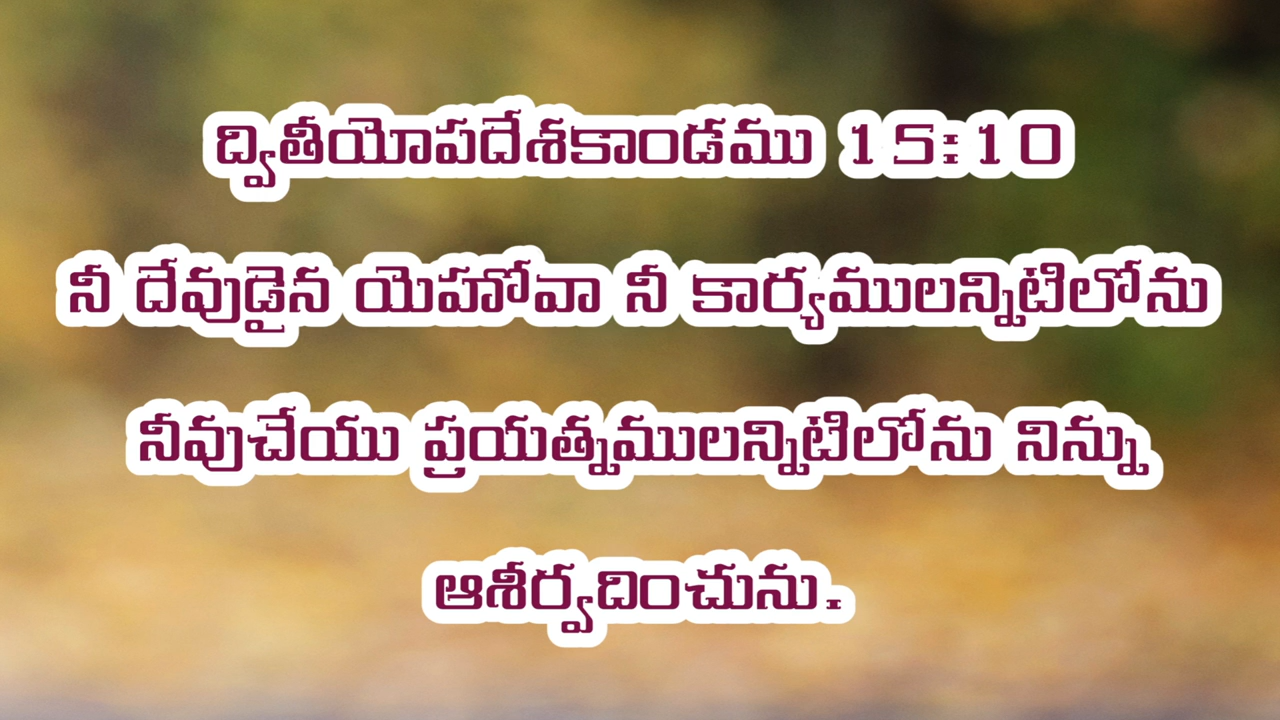 ద్వితీయోపదేశకాండము 15:10
నీ దేవుడైన యెహోవా నీ కార్యములన్నిటిలోను
నీవుచేయు ప్రయత్నములన్నిటిలోను నిన్ను
ఆశీర్వదించును.